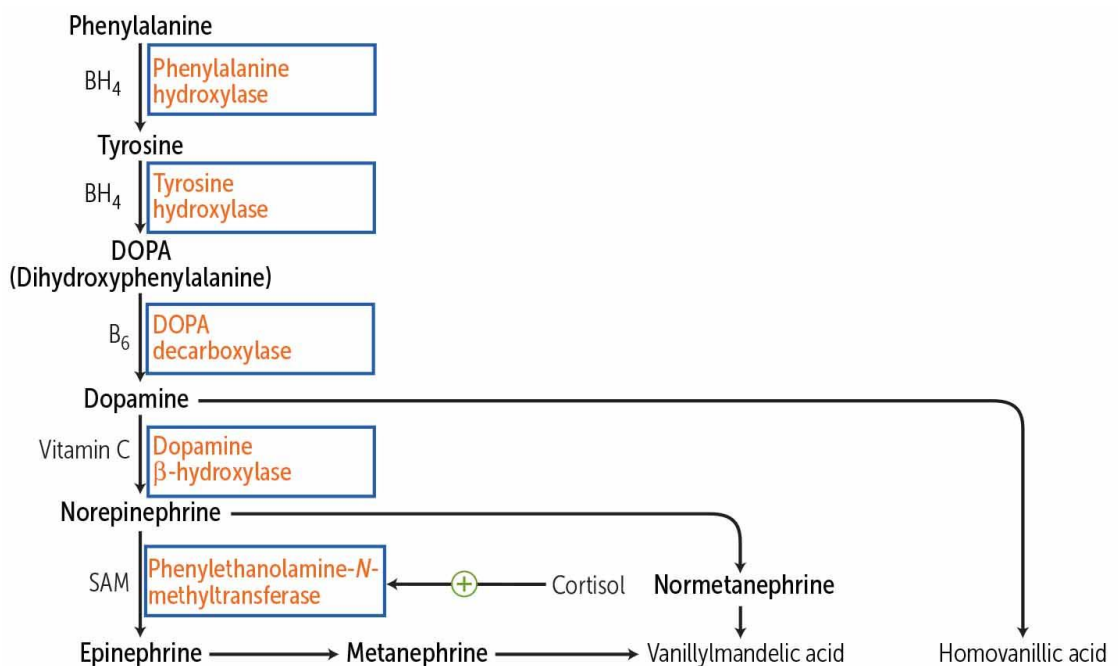 Phenylalanine
BH₄
Phenylalanine
hydroxylase
Tyrosine
BH₄
Tyrosine
hydroxylase
DOPA
(Dihydroxyphenylalanine)
B₆
DOPA
decarboxylase
Dopamine
Vitamin C
Dopamine
β-hydroxylase
Norepinephrine
SAM
Phenylethanolamine-N-
methyltransferase
+
Cortisol
Normetanephrine
Epinephrine
Metanephrine
Vanillylmandelic acid
Homovanillic acid